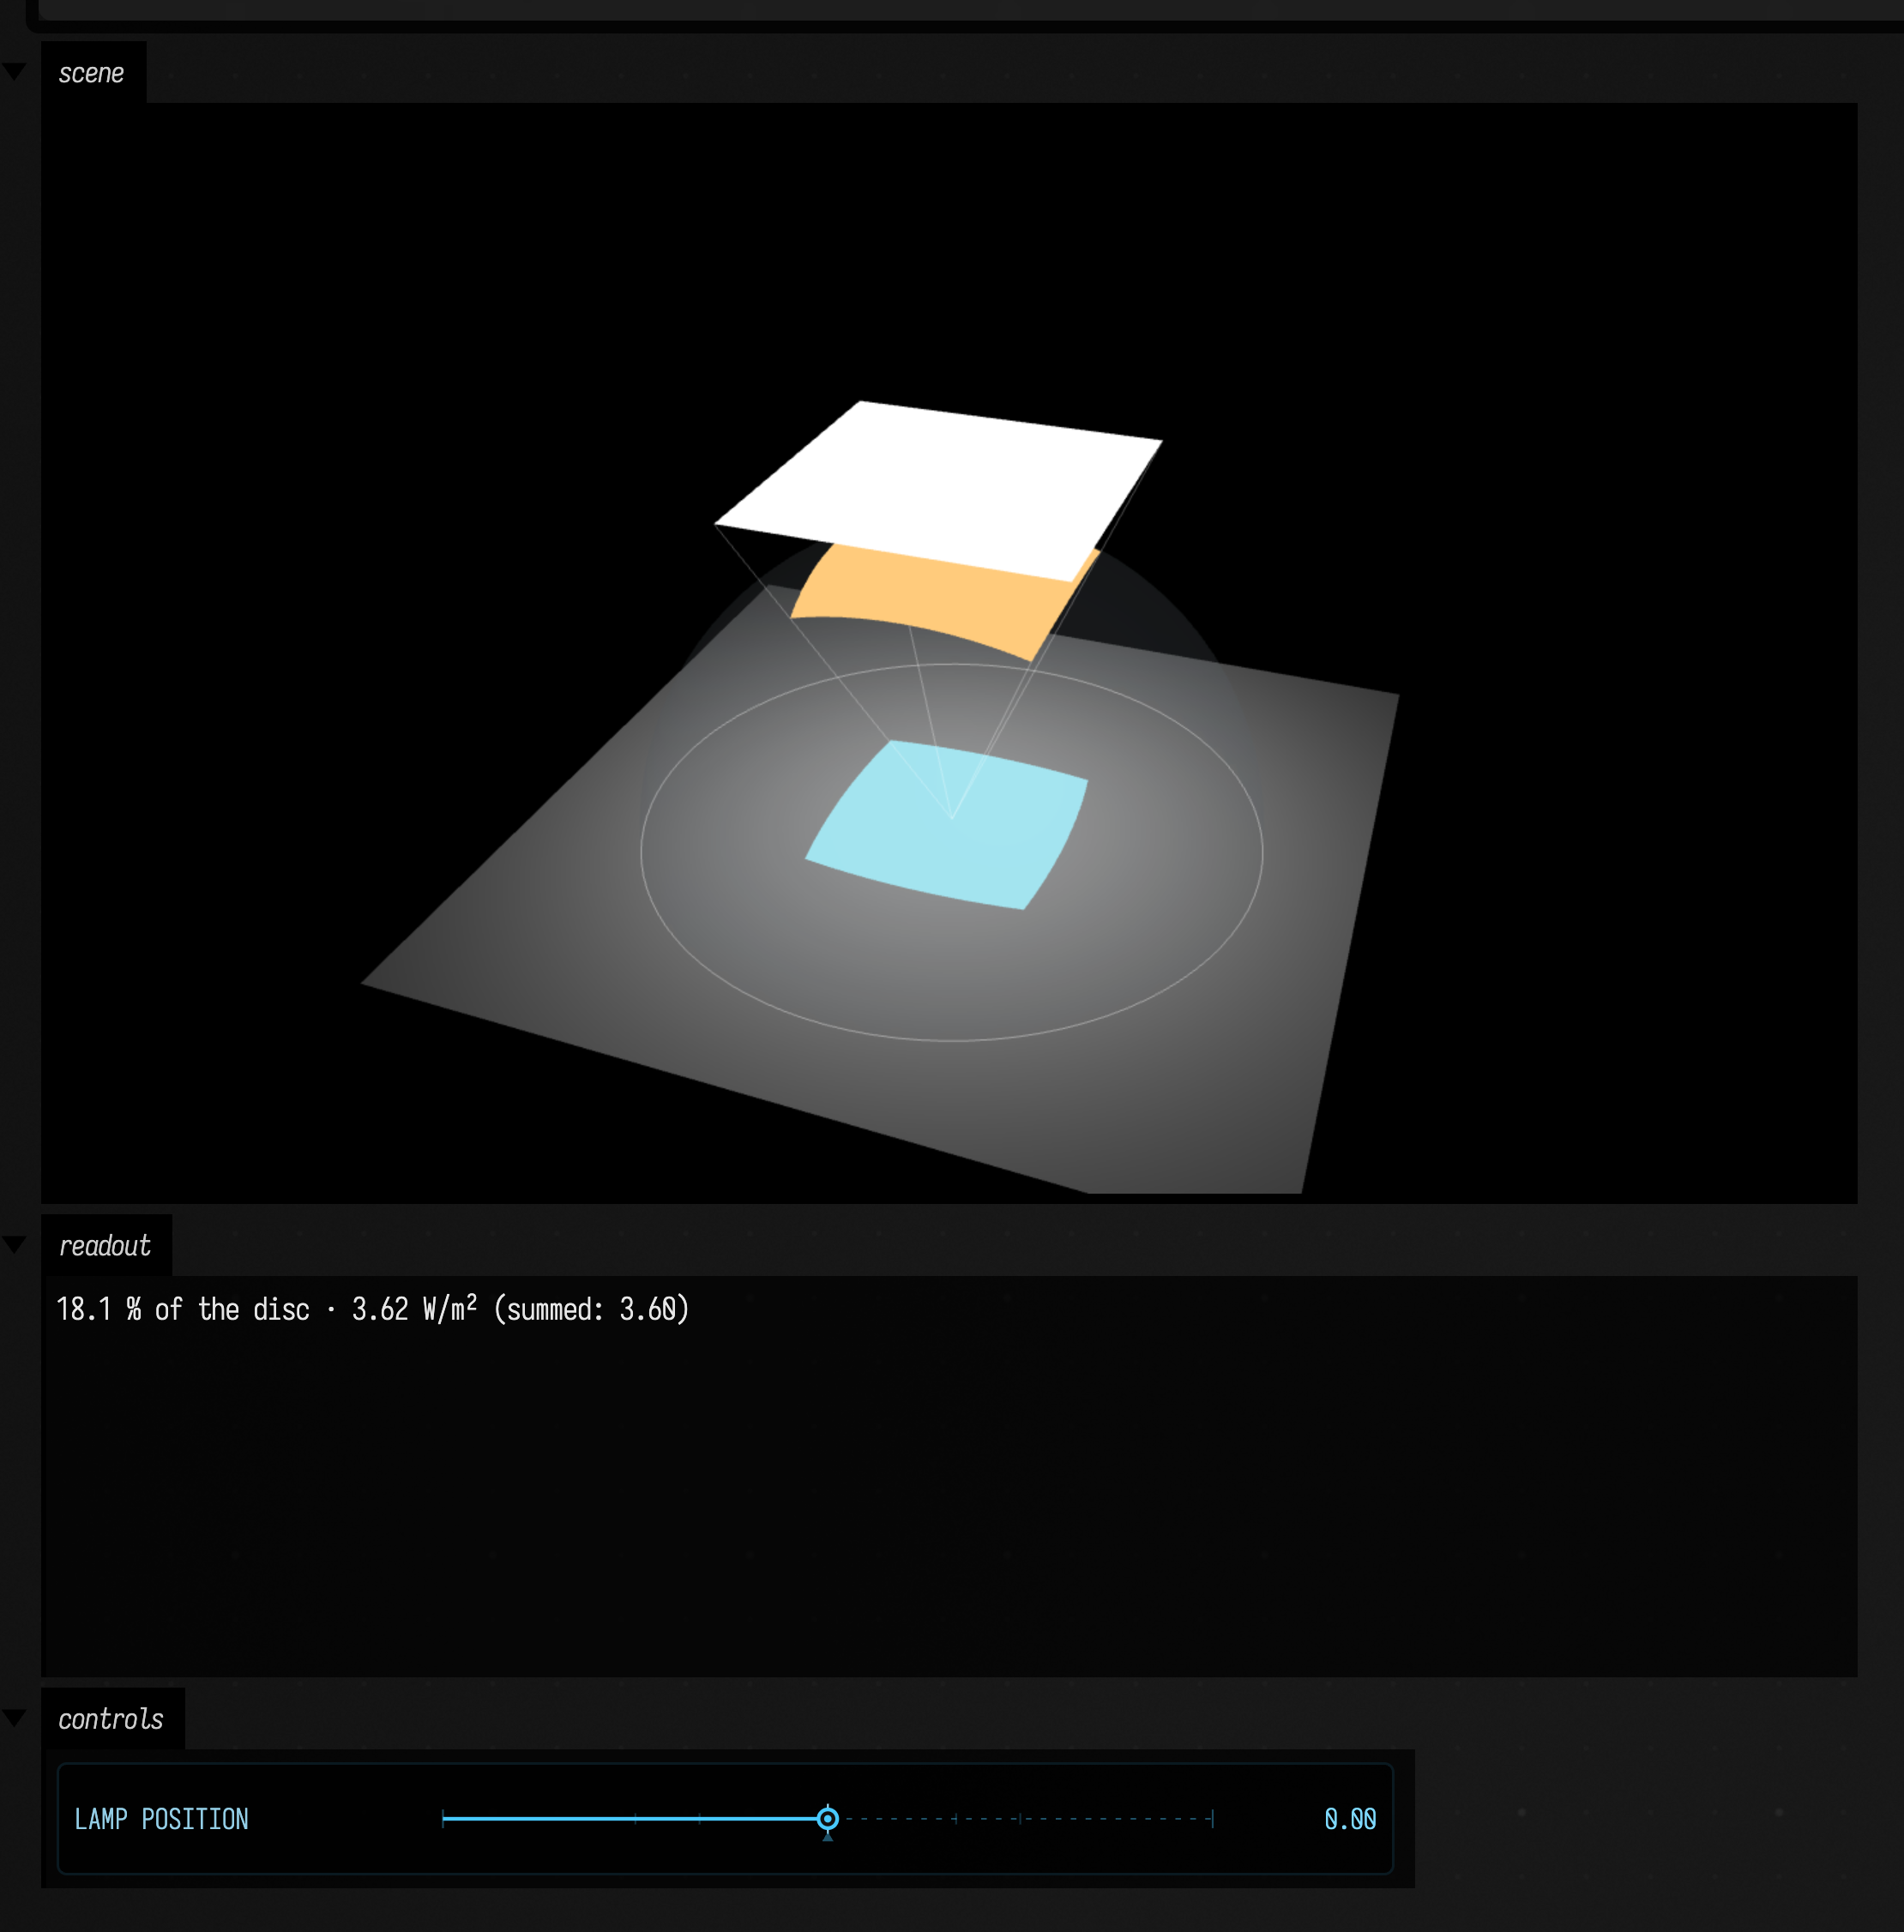 scene
readout
18.1 % of the disc · 3.62 W/m² (summed: 3.60)
controls
LAMP POSITION 0.00